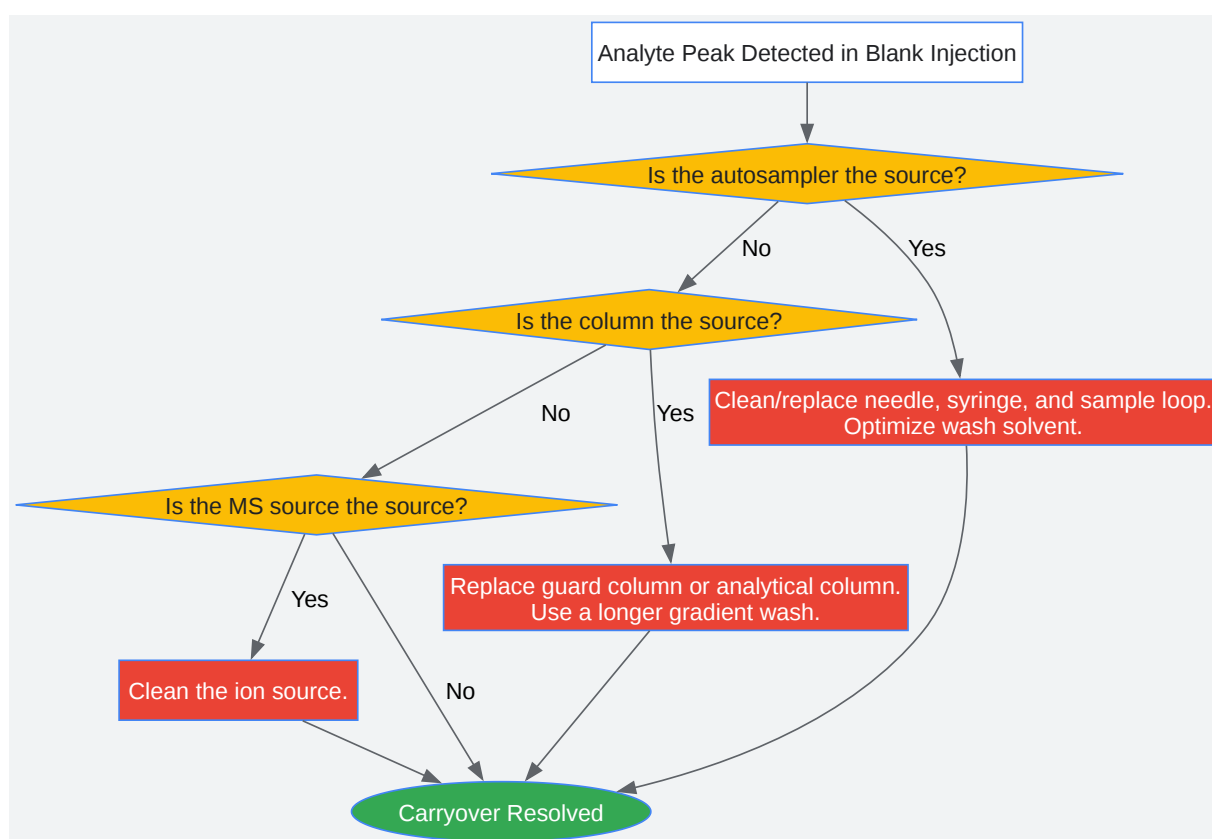 Analyte Peak Detected in Blank Injection
Is the autosampler the source?
No
Yes
Is the column the source?
Clean/replace needle, syringe, and sample loop.
Optimize wash solvent.
No
Yes
Is the MS source the source?
Replace guard column or analytical column.
Use a longer gradient wash.
Yes
Clean the ion source.
No
Carryover Resolved